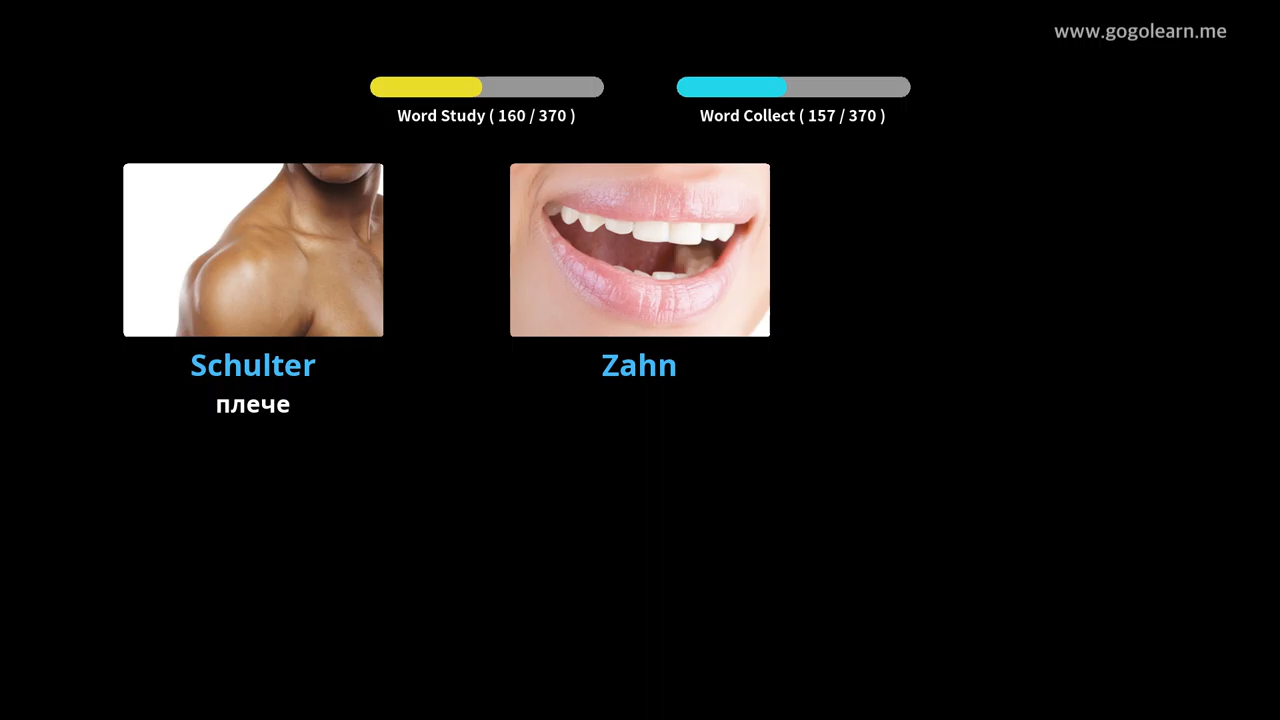 www.gogolearn.me
Word Study ( 160 / 370 )
Word Collect ( 157 / 370 )
Schulter
плече
Zahn